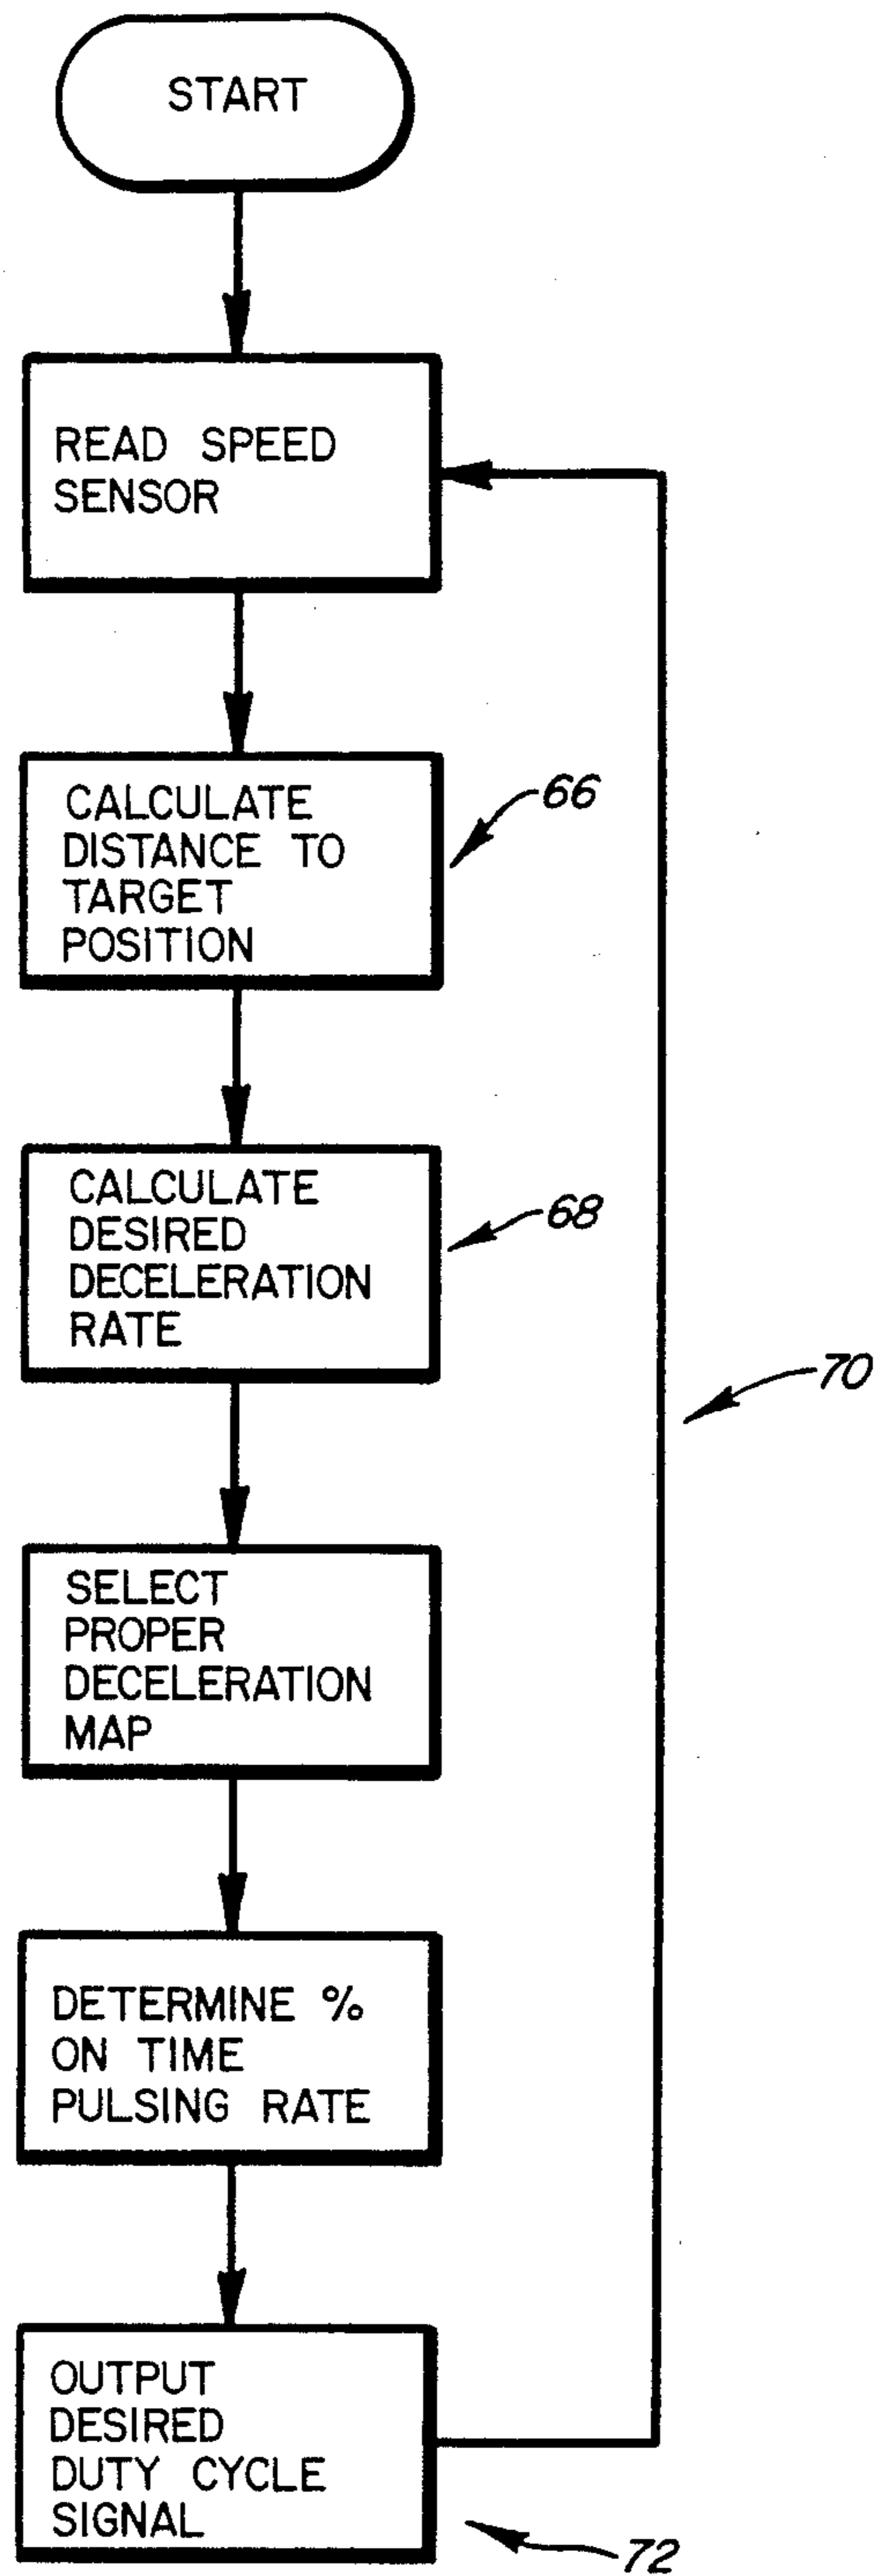 START
READ SPEED
SENSOR
CALCULATE
DISTANCE TO
TARGET
POSITION
66
CALCULATE
DESIRED
DECELERATION
RATE
68
70
SELECT
PROPER
DECELERATION
MAP
DETERMINE %
ON TIME
PULSING RATE
OUTPUT
DESIRED
DUTY CYCLE
SIGNAL
72